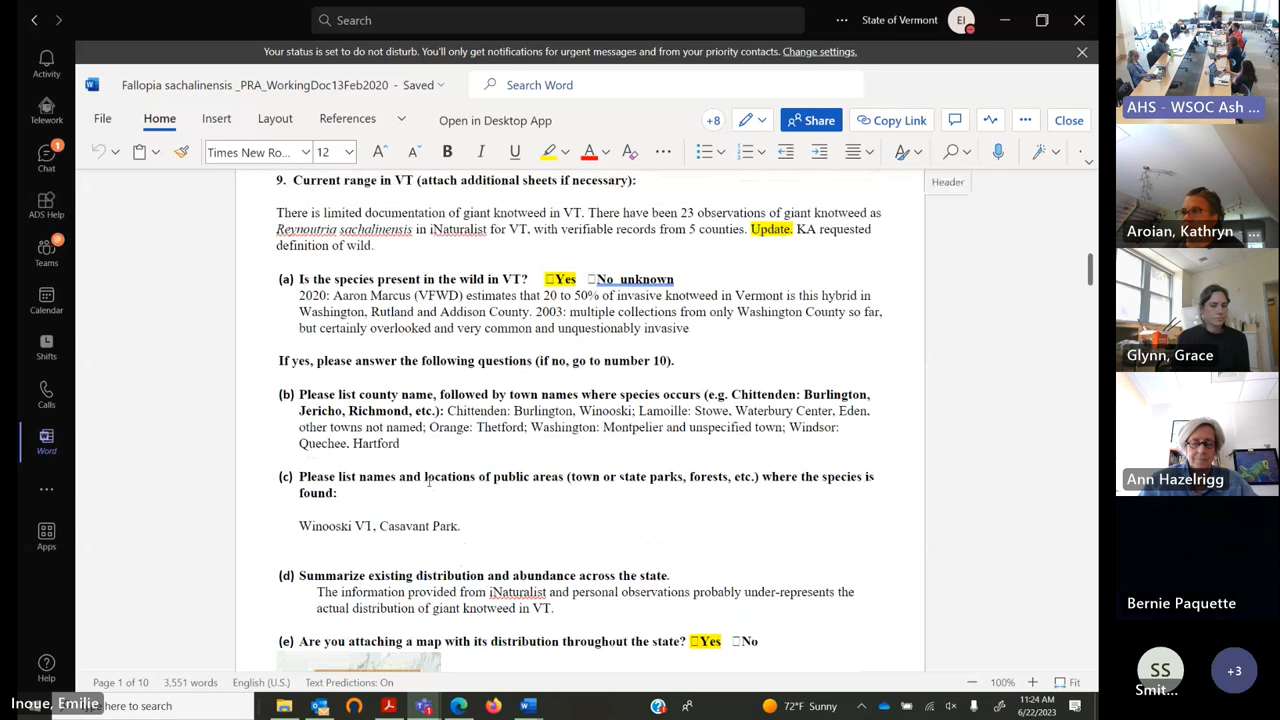 Search
State of Vermont
EI
Your status is set to do not disturb. You'll only get notifications for urgent messages and from your priority contacts. Change settings.
Activity
Telework
Chat
1
ADS Help
Teams
Calendar
Shifts
Calls
Word
Apps
Help
Fallopia sachalinensis _PRA_WorkingDoc13Feb2020 - Saved
Search Word
File
Home
Insert
Layout
References
Open in Desktop App
+8
Share
Copy Link
Close
Times New Ro...
12
B
I
U
A
Header
9. Current range in VT (attach additional sheets if necessary):
There is limited documentation of giant knotweed in VT. There have been 23 observations of giant knotweed as
Reynoutria sachalinensis in iNaturalist for VT, with verifiable records from 5 counties. Update. KA requested
definition of wild.
(a) Is the species present in the wild in VT? □Yes □No unknown
2020: Aaron Marcus (VFWD) estimates that 20 to 50% of invasive knotweed in Vermont is this hybrid in
Washington, Rutland and Addison County. 2003: multiple collections from only Washington County so far,
but certainly overlooked and very common and unquestionably invasive
If yes, please answer the following questions (if no, go to number 10).
(b) Please list county name, followed by town names where species occurs (e.g. Chittenden: Burlington,
Jericho, Richmond, etc.): Chittenden: Burlington, Winooski; Lamoille: Stowe, Waterbury Center, Eden,
other towns not named; Orange: Thetford; Washington: Montpelier and unspecified town; Windsor:
Quechee, Hartford
(c) Please list names and locations of public areas (town or state parks, forests, etc.) where the species is
found:
Winooski VT, Casavant Park.
(d) Summarize existing distribution and abundance across the state.
The information provided from iNaturalist and personal observations probably under-represents the
actual distribution of giant knotweed in VT.
(e) Are you attaching a map with its distribution throughout the state? □Yes □No
Page 1 of 10
3,551 words
English (U.S.)
Text Predictions: On
100%
Fit
Inoue, Emilie
here to search
72°F Sunny
11:24 AM
6/22/2023
AHS - WSOC Ash ...
Aroian, Kathryn
Glynn, Grace
Ann Hazelrigg
Bernie Paquette
SS
Smit...
+3